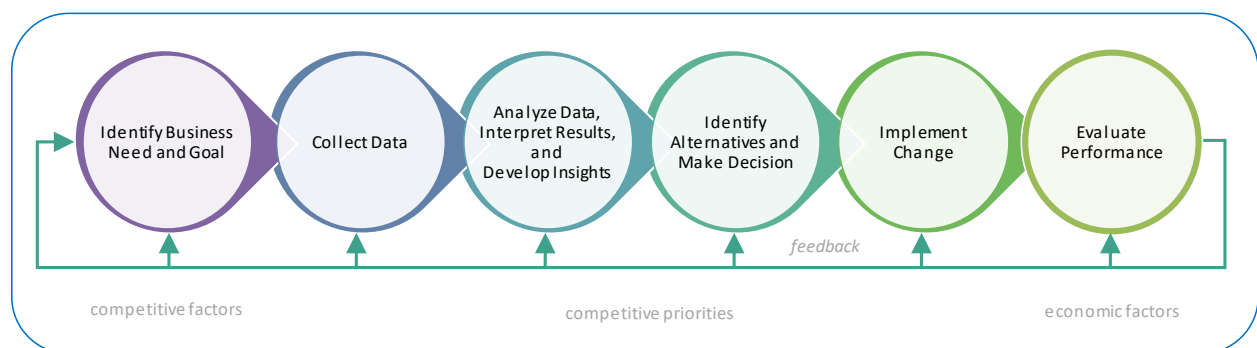 Identify Business
Need and Goal
Collect Data
Analyze Data,
Interpret Results,
and
Develop Insights
Identify
Alternatives and
Make Decision
Implement
Change
Evaluate
Performance
feedback
competitive factors
competitive priorities
economic factors